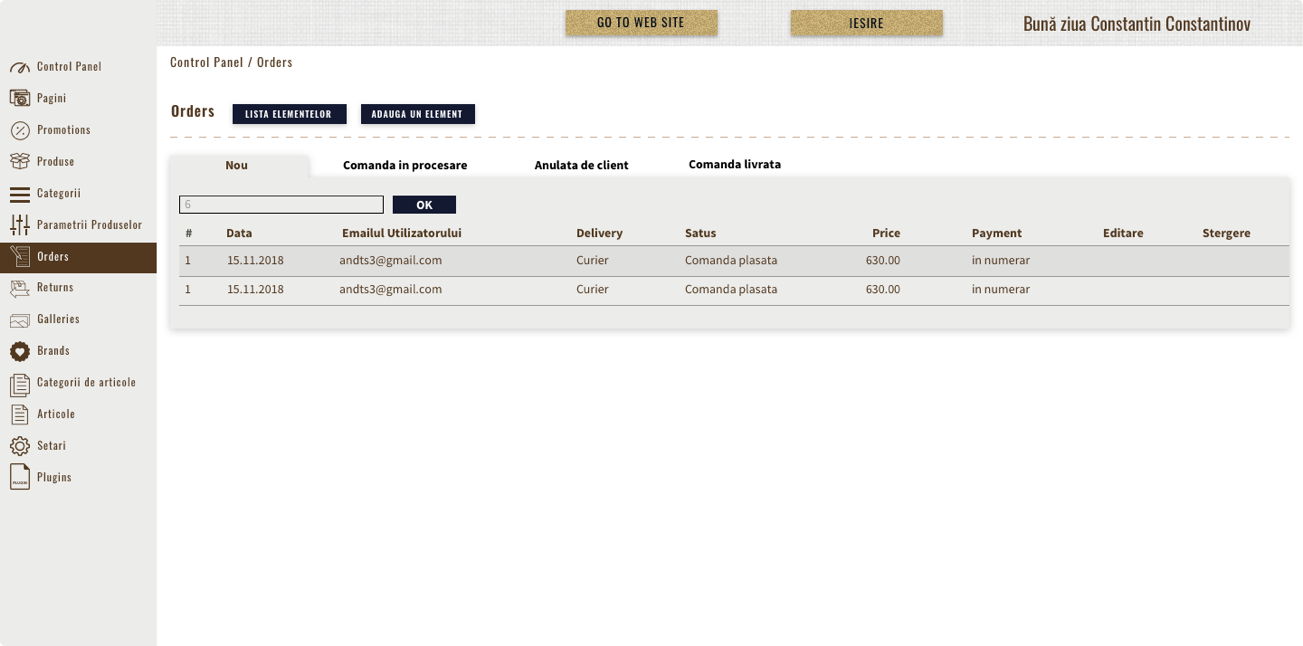 GO TO WEB SITE
IESIRE
Bună ziua Constantin Constantinov
Control Panel
Pagini
Promotions
Produse
Categorii
Parametrii Produselor
Orders
Returns
Galleries
Brands
Categorii de articole
Articole
Setari
PLUGIN
Plugins
Control Panel / Orders
Orders
LISTA ELEMENTELOR
ADAUGA UN ELEMENT
Nou
Comanda in procesare
Anulata de client
Comanda livrata
6
OK
# Data Emailul Utilizatorului Delivery Satus Price Payment Editare Stergere
1 15.11.2018 andts3@gmail.com Curier Comanda plasata 630.00 in numerar
1 15.11.2018 andts3@gmail.com Curier Comanda plasata 630.00 in numerar